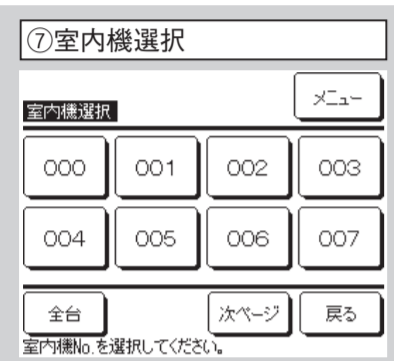 ⑦室内機選択
メニュー
室内機選択
000 001 002 003
004 005 006 007
全台 次ページ 戻る
室内機No.を選択してください。